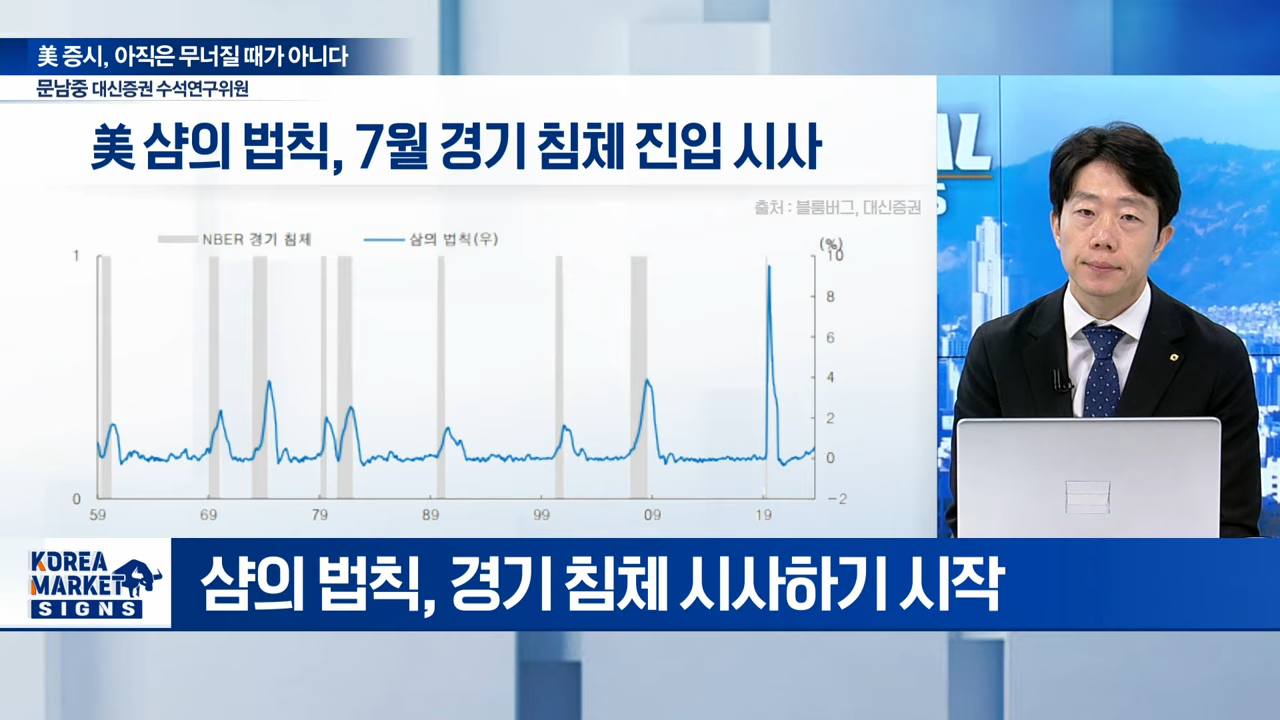 美 증시, 아직은 무너질 때가 아니다
문남중 대신증권 수석연구위원
美 샴의 법칙, 7월 경기 침체 진입 시사
출처 : 블룸버그, 대신증권
NBER 경기 침체
삼의 법칙(우)
(%)
1
0
10
8
6
4
2
0
-2
59
69
79
89
99
09
19
AL
S
KOREA
MARKET
SIGNS
샴의 법칙, 경기 침체 시사하기 시작